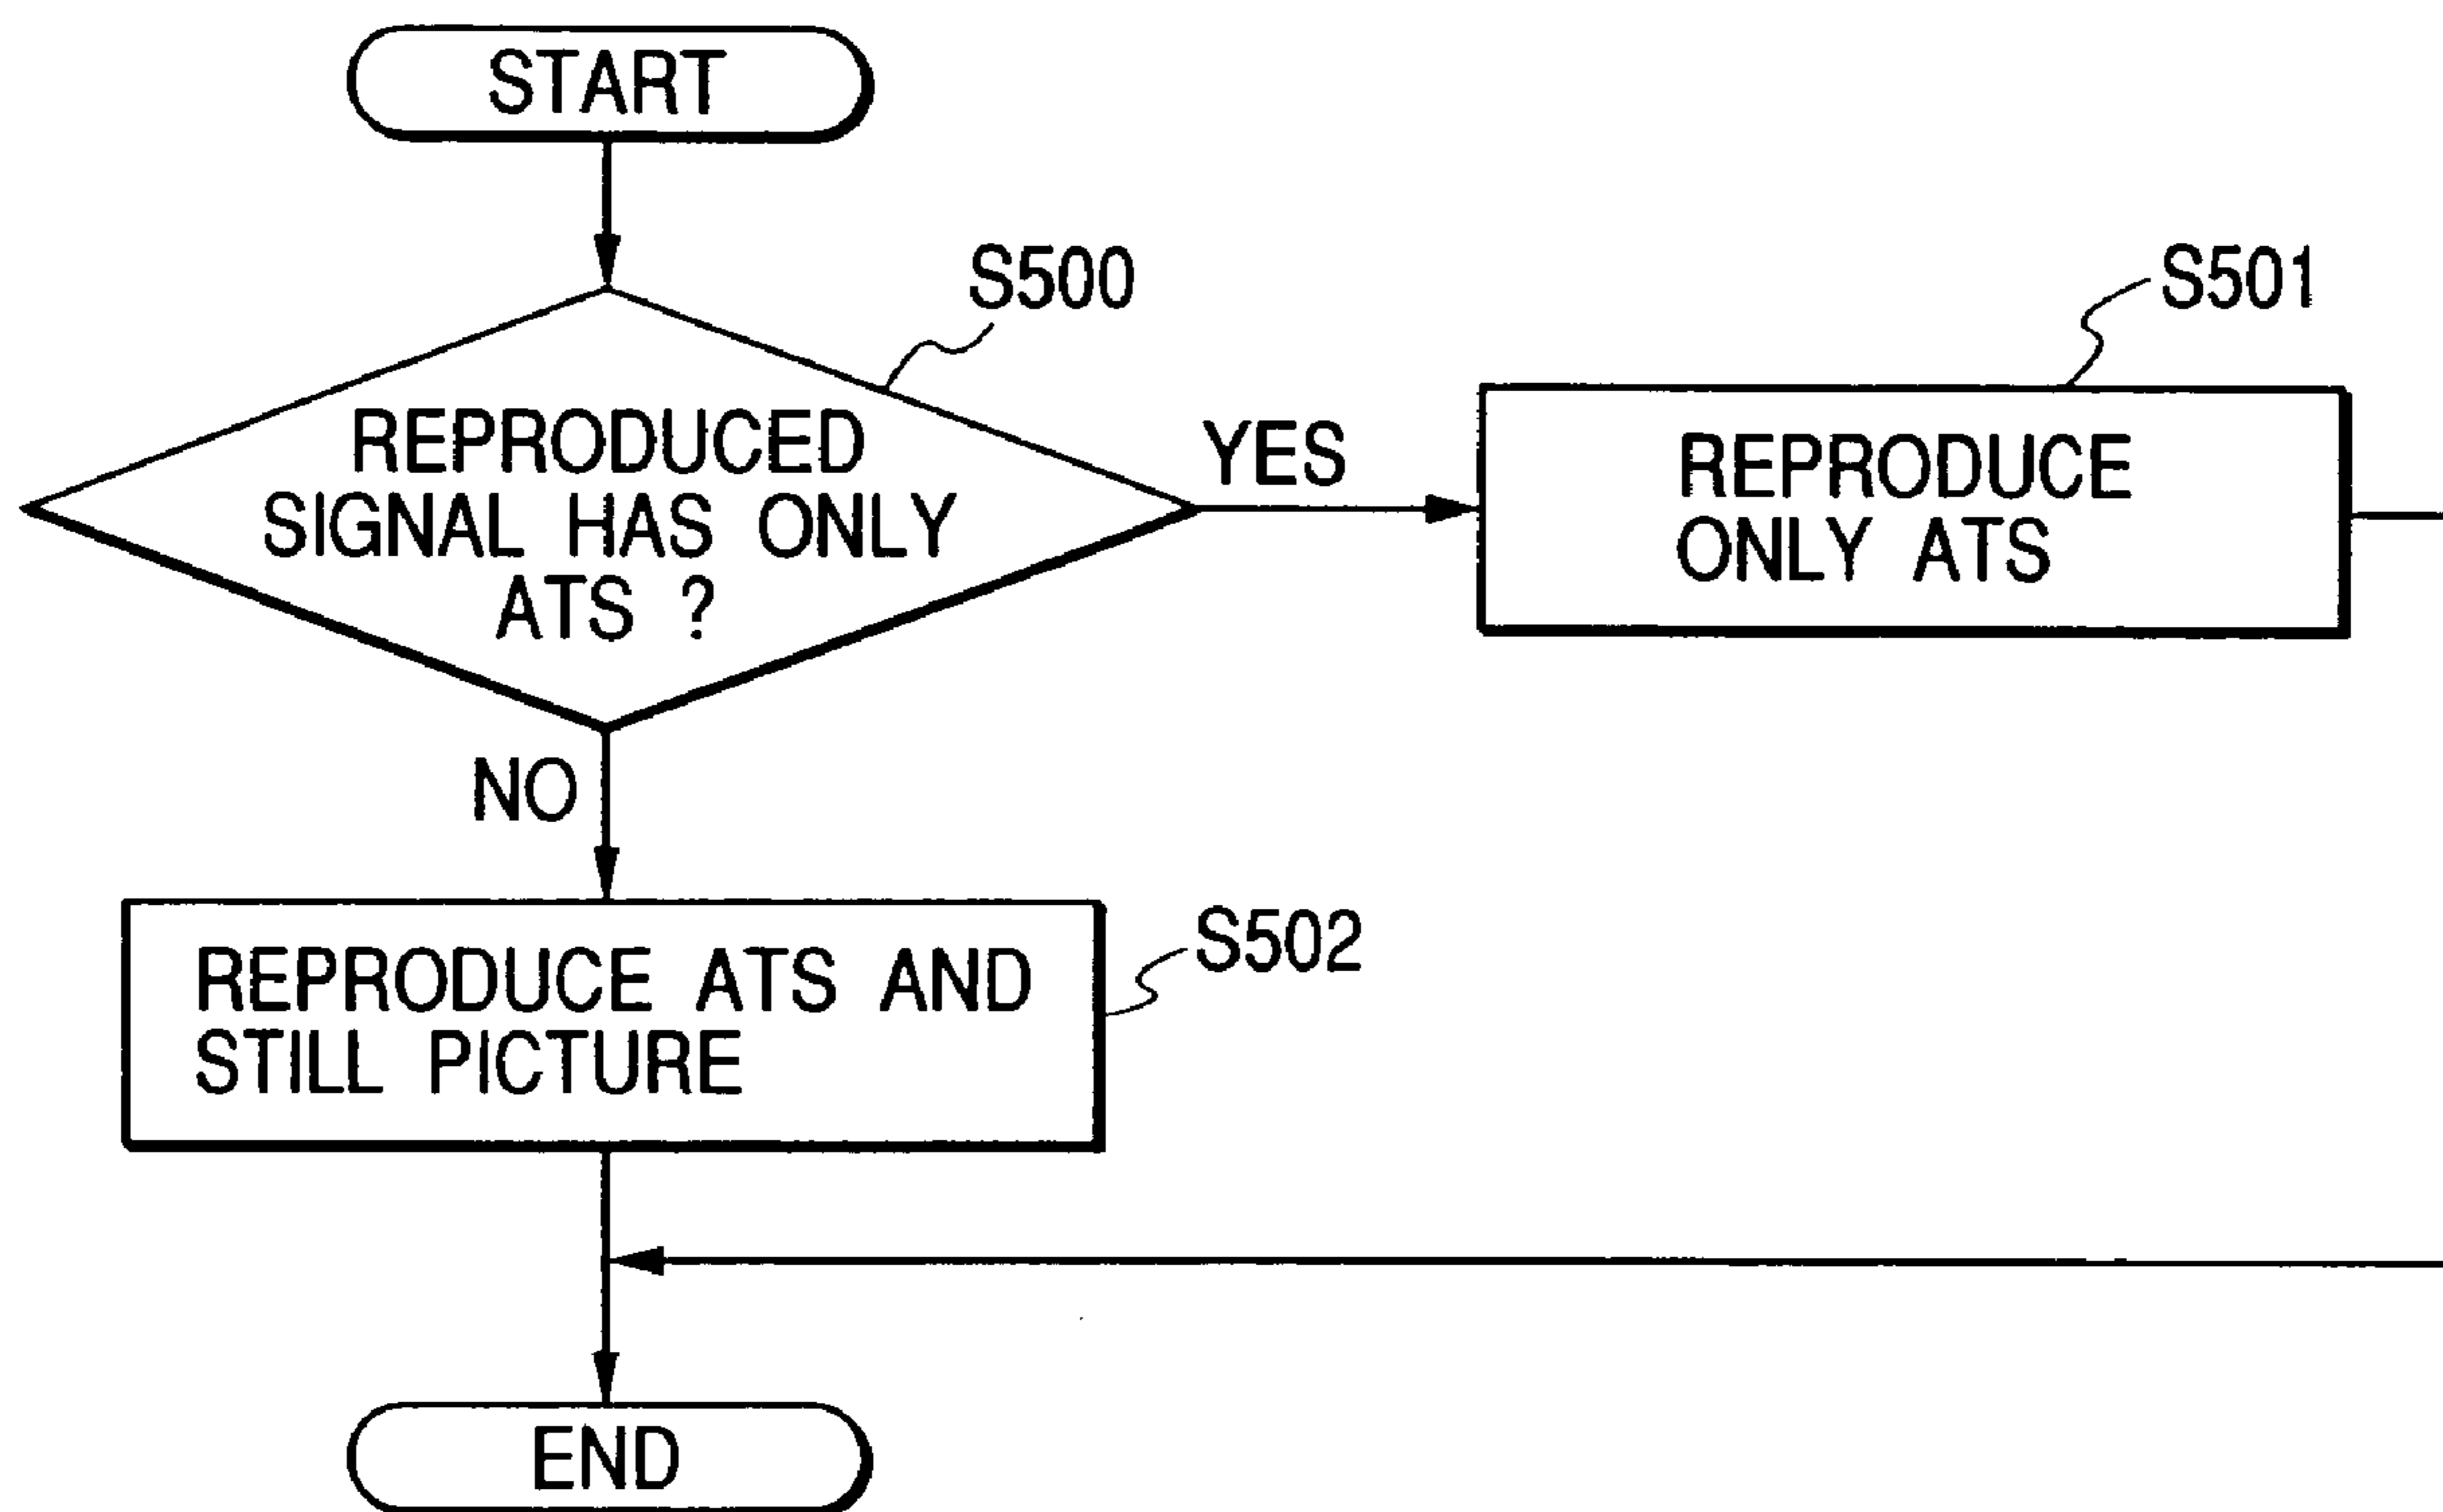 START
S500
S501
REPRODUCED
SIGNAL HAS ONLY
ATS ?
YES
REPRODUCE
ONLY ATS
NO
S502
REPRODUCE ATS AND
STILL PICTURE
END